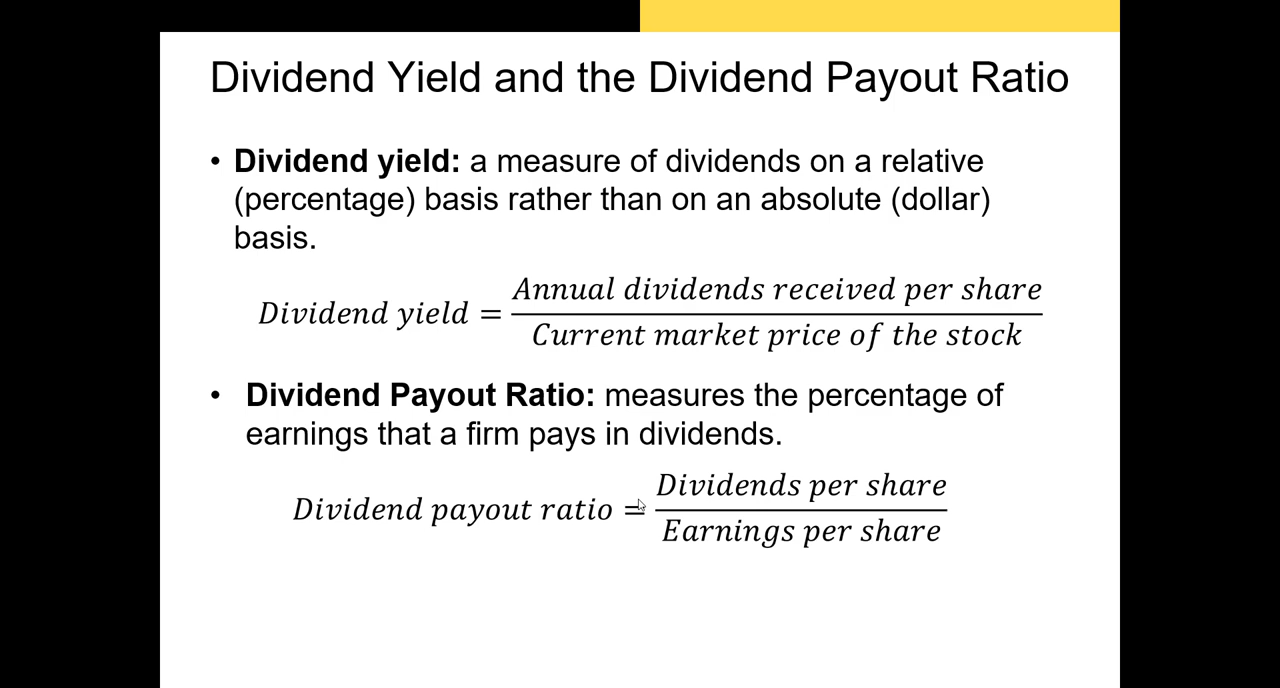 Dividend Yield and the Dividend Payout Ratio
• Dividend yield: a measure of dividends on a relative
(percentage) basis rather than on an absolute (dollar)
basis.
Annual dividends received per share
Dividend yield =
Current market price of the stock
• Dividend Payout Ratio: measures the percentage of
earnings that a firm pays in dividends.
Dividends per share
Dividend payout ratio =
Earnings per share